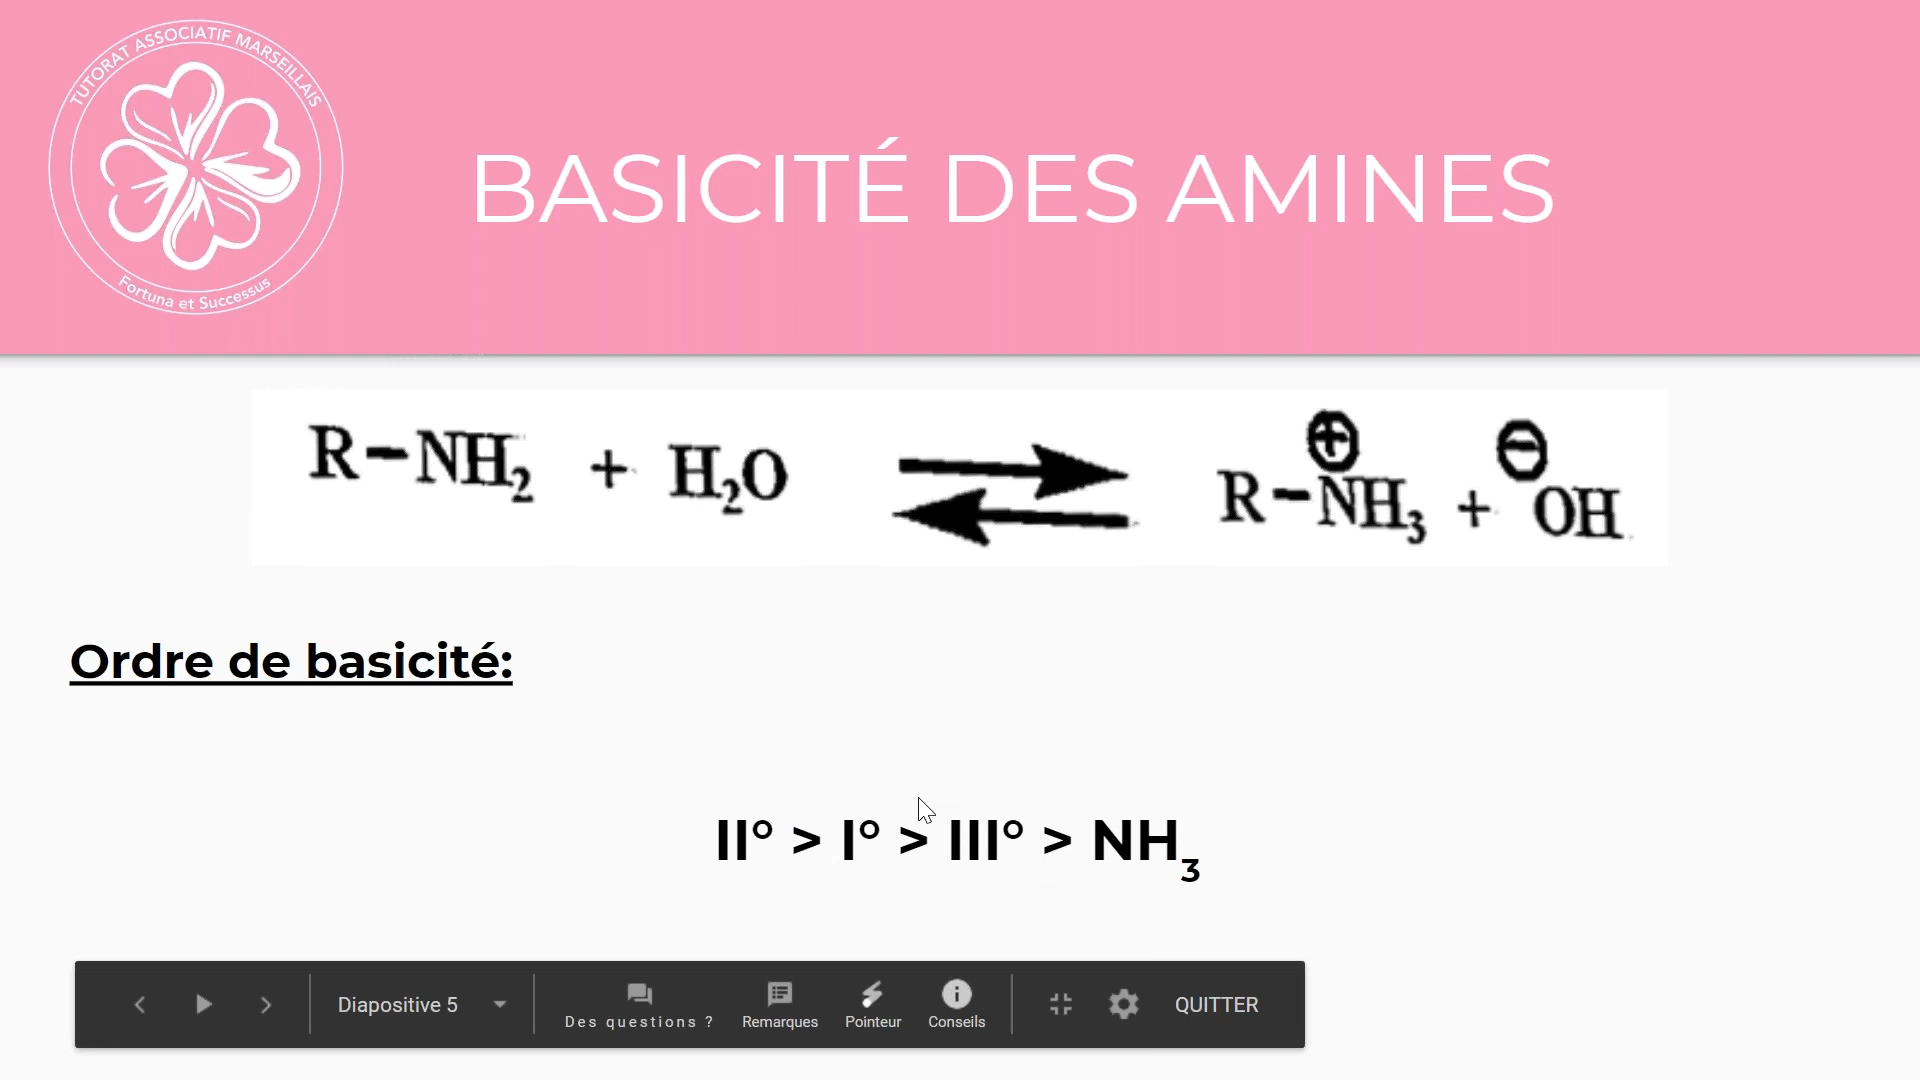 TUTORAT ASSOCIATIF MARSEILLAIS
Fortuna et Successus
BASICITÉ DES AMINES
R-NH₂ + H₂O ⇌ R-NH₃⊕ + ⊖OH
Ordre de basicité:
II° > I° > III° > NH₃
Diapositive 5
Des questions ?
Remarques
Pointeur
Conseils
QUITTER